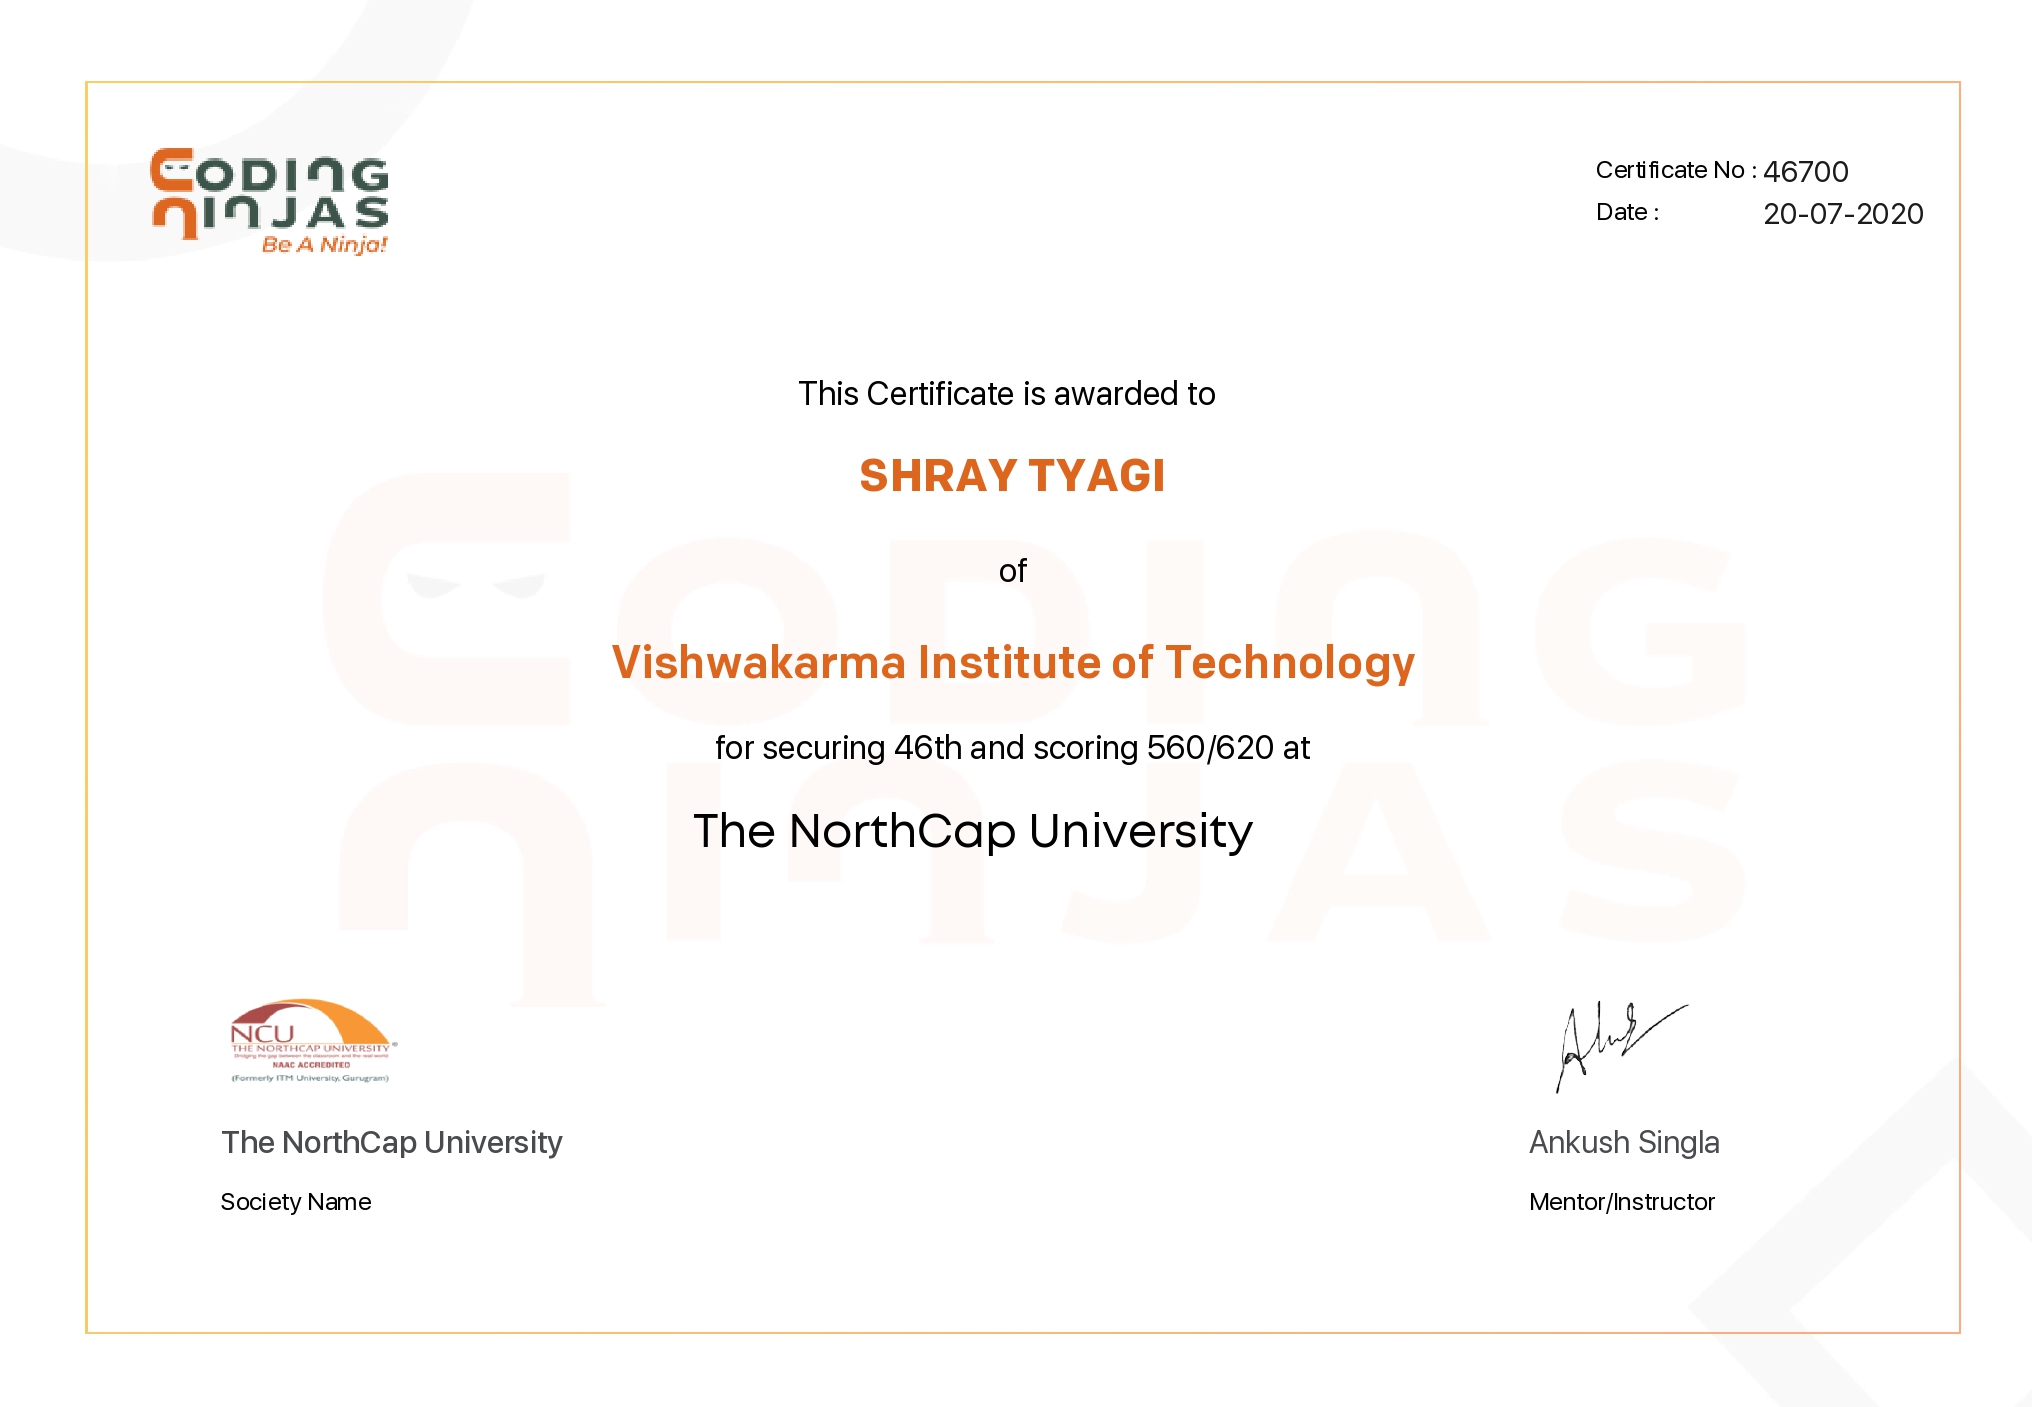 CODING
NINJAS
Be A Ninja!
Certificate No : 46700
Date : 20-07-2020
This Certificate is awarded to
SHRAY TYAGI
of
Vishwakarma Institute of Technology
for securing 46th and scoring 560/620 at
The NorthCap University
CODING
NINJAS
NCU
THE NORTHCAP UNIVERSITY®
Bridging the gap between the classroom and the real world
NAAC ACCREDITED
(Formerly ITM University, Gurugram)
The NorthCap University
Society Name
Ankush Singla
Mentor/Instructor